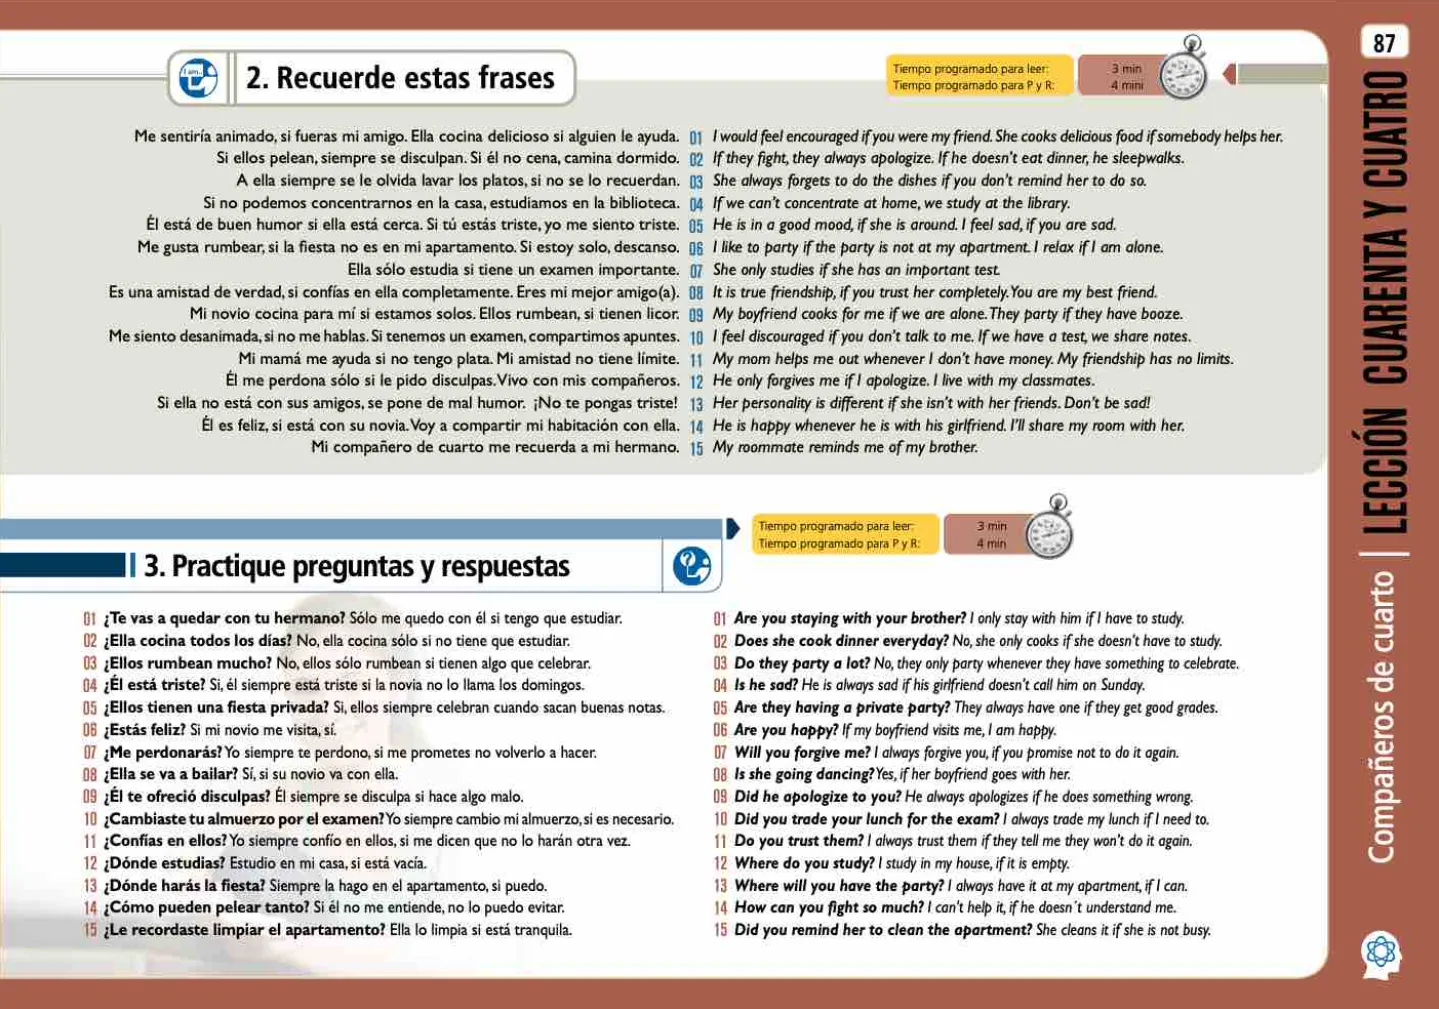 87
LECCIÓN CUARENTA Y CUATRO
Compañeros de cuarto
I am...
2. Recuerde estas frases
Tiempo programado para leer: 3 min
Tiempo programado para P y R: 4 mini
Me sentiría animado, si fueras mi amigo. Ella cocina delicioso si alguien le ayuda. 01 I would feel encouraged if you were my friend. She cooks delicious food if somebody helps her.
Si ellos pelean, siempre se disculpan. Si él no cena, camina dormido. 02 If they fight, they always apologize. If he doesn't eat dinner, he sleepwalks.
A ella siempre se le olvida lavar los platos, si no se lo recuerdan. 03 She always forgets to do the dishes if you don't remind her to do so.
Si no podemos concentrarnos en la casa, estudiamos en la biblioteca. 04 If we can't concentrate at home, we study at the library.
Él está de buen humor si ella está cerca. Si tú estás triste, yo me siento triste. 05 He is in a good mood, if she is around. I feel sad, if you are sad.
Me gusta rumbear, si la fiesta no es en mi apartamento. Si estoy solo, descanso. 06 I like to party if the party is not at my apartment. I relax if I am alone.
Ella sólo estudia si tiene un examen importante. 07 She only studies if she has an important test.
Es una amistad de verdad, si confías en ella completamente. Eres mi mejor amigo(a). 08 It is true friendship, if you trust her completely. You are my best friend.
Mi novio cocina para mí si estamos solos. Ellos rumbean, si tienen licor. 09 My boyfriend cooks for me if we are alone. They party if they have booze.
Me siento desanimada, si no me hablas. Si tenemos un examen, compartimos apuntes. 10 I feel discouraged if you don't talk to me. If we have a test, we share notes.
Mi mamá me ayuda si no tengo plata. Mi amistad no tiene límite. 11 My mom helps me out whenever I don't have money. My friendship has no limits.
Él me perdona sólo si le pido disculpas. Vivo con mis compañeros. 12 He only forgives me if I apologize. I live with my classmates.
Si ella no está con sus amigos, se pone de mal humor. ¡No te pongas triste! 13 Her personality is different if she isn't with her friends. Don't be sad!
Él es feliz, si está con su novia. Voy a compartir mi habitación con ella. 14 He is happy whenever he is with his girlfriend. I'll share my room with her.
Mi compañero de cuarto me recuerda a mi hermano. 15 My roommate reminds me of my brother.
Tiempo programado para leer: 3 min
Tiempo programado para P y R: 4 min
3. Practique preguntas y respuestas
01 ¿Te vas a quedar con tu hermano? Sólo me quedo con él si tengo que estudiar.
02 ¿Ella cocina todos los días? No, ella cocina sólo si no tiene que estudiar.
03 ¿Ellos rumbean mucho? No, ellos sólo rumbean si tienen algo que celebrar.
04 ¿Él está triste? Si, él siempre está triste si la novia no lo llama los domingos.
05 ¿Ellos tienen una fiesta privada? Si, ellos siempre celebran cuando sacan buenas notas.
06 ¿Estás feliz? Si mi novio me visita, sí.
07 ¿Me perdonarás? Yo siempre te perdono, si me prometes no volverlo a hacer.
08 ¿Ella se va a bailar? Sí, si su novio va con ella.
09 ¿Él te ofreció disculpas? Él siempre se disculpa si hace algo malo.
10 ¿Cambiaste tu almuerzo por el examen? Yo siempre cambio mi almuerzo, si es necesario.
11 ¿Confías en ellos? Yo siempre confío en ellos, si me dicen que no lo harán otra vez.
12 ¿Dónde estudias? Estudio en mi casa, si está vacía.
13 ¿Dónde harás la fiesta? Siempre la hago en el apartamento, si puedo.
14 ¿Cómo pueden pelear tanto? Si él no me entiende, no lo puedo evitar.
15 ¿Le recordaste limpiar el apartamento? Ella lo limpia si está tranquila.
01 Are you staying with your brother? I only stay with him if I have to study.
02 Does she cook dinner everyday? No, she only cooks if she doesn't have to study.
03 Do they party a lot? No, they only party whenever they have something to celebrate.
04 Is he sad? He is always sad if his girlfriend doesn't call him on Sunday.
05 Are they having a private party? They always have one if they get good grades.
06 Are you happy? If my boyfriend visits me, I am happy.
07 Will you forgive me? I always forgive you, if you promise not to do it again.
08 Is she going dancing? Yes, if her boyfriend goes with her.
09 Did he apologize to you? He always apologizes if he does something wrong.
10 Did you trade your lunch for the exam? I always trade my lunch if I need to.
11 Do you trust them? I always trust them if they tell me they won't do it again.
12 Where do you study? I study in my house, if it is empty.
13 Where will you have the party? I always have it at my apartment, if I can.
14 How can you fight so much? I can't help it, if he doesn´t understand me.
15 Did you remind her to clean the apartment? She cleans it if she is not busy.